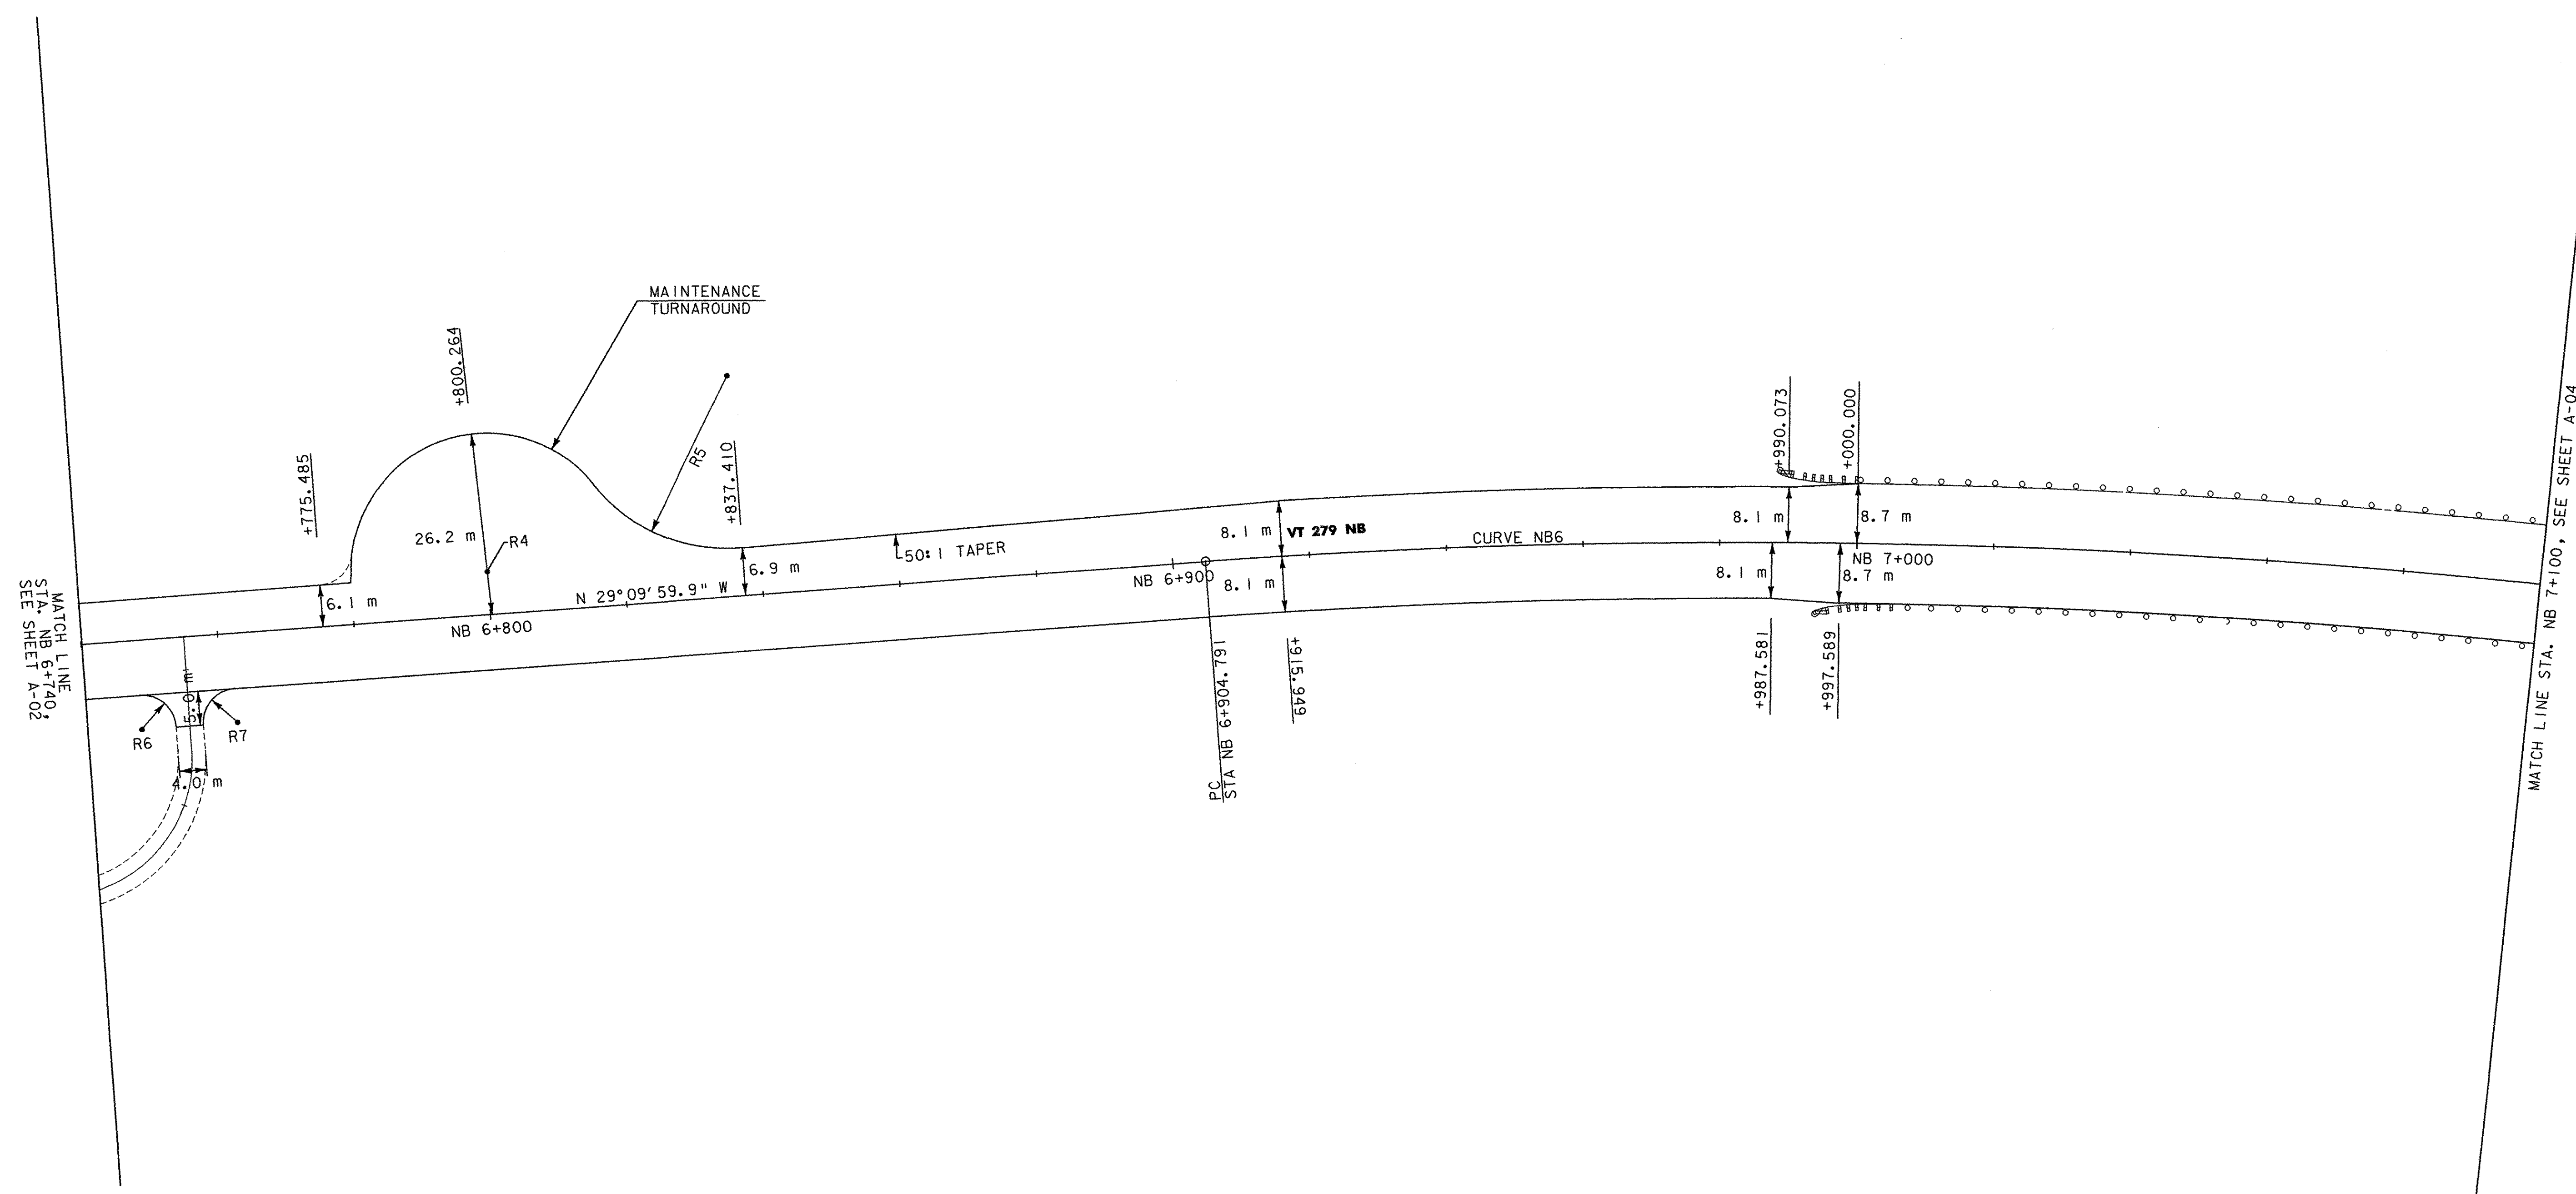 MATCH LINE
STA. NB 6+740,
SEE SHEET A-02
MAINTENANCE
TURNAROUND
+800.264
+775.485
R5
+837.410
26.2 m
R4
6.1 m
6.9 m
N 29°09'59.9" W
NB 6+800
50:1 TAPER
5.0 m
R6
R7
4.0 m
8.1 m
VT 279 NB
NB 6+900
8.1 m
PC
STA NB 6+904.791
+915.949
CURVE NB6
+990.073
+000.000
8.1 m
8.7 m
NB 7+000
8.1 m
8.7 m
+987.581
+997.589
MATCH LINE STA. NB 7+100, SEE SHEET A-04